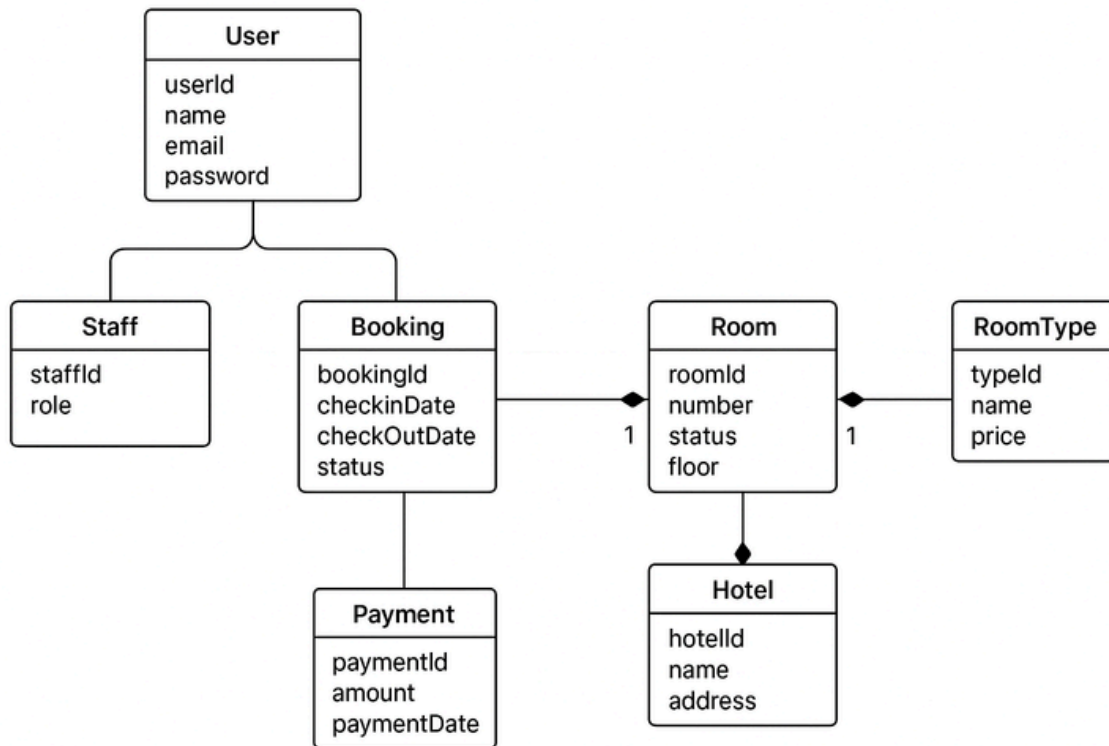 User
userId
name
email
password
Staff
staffId
role
Booking
bookingId
checkinDate
checkOutDate
status
Room
roomId
number
status
floor
RoomType
typeId
name
price
1
1
Payment
paymentId
amount
paymentDate
Hotel
hotelId
name
address